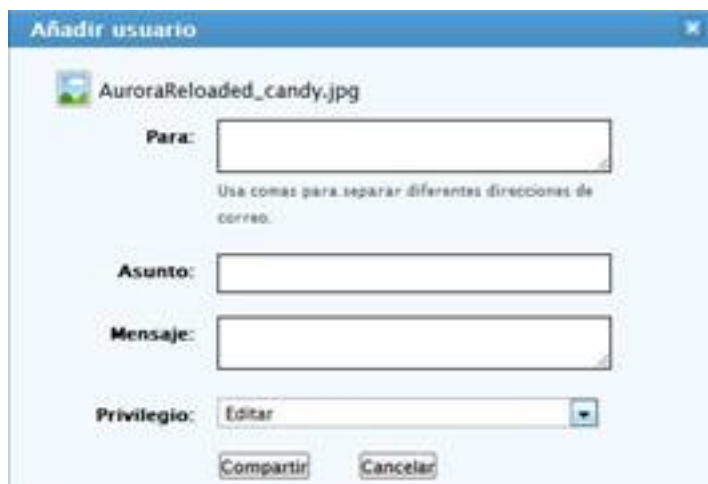 Añadir usuario
AuroraReloaded_candy.jpg
Para:
Usa comas para separar diferentes direcciones de
correo.
Asunto:
Mensaje:
Privilegio: Editar
Compartir Cancelar